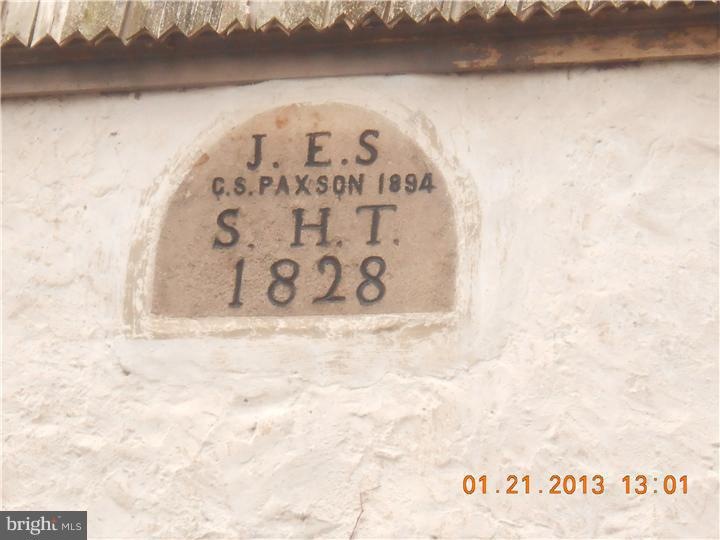 J. E. S
C.S. PAXSON 1894
S. H. T.
1828
01.21.2013 13:01
bright MLS